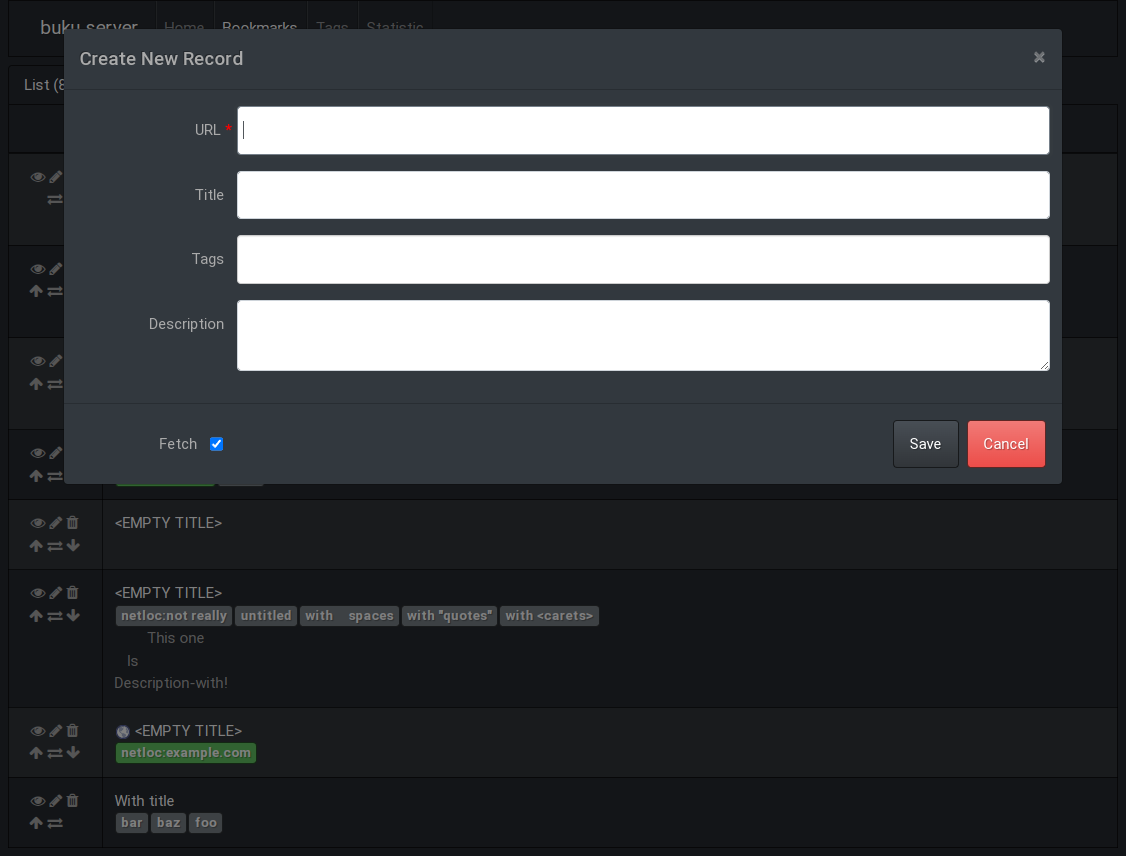 buku server Home Bookmarks Tags Statistic
Create New Record ×
List (8
URL *
Title
Tags
Description
Fetch Save Cancel
<EMPTY TITLE>
<EMPTY TITLE>
netloc:not really untitled with    spaces with "quotes" with <carets>
This one
Is
Description-with!
<EMPTY TITLE>
netloc:example.com
With title
bar baz foo